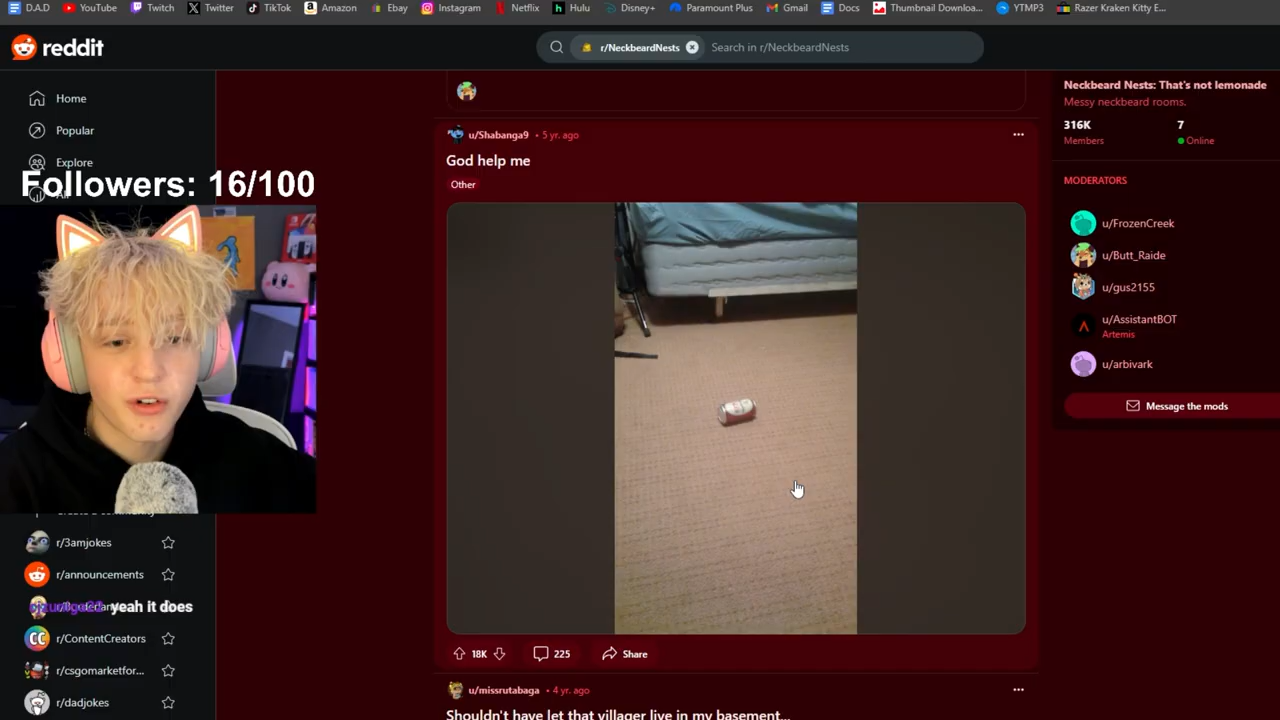 D.A.D YouTube Twitch Twitter TikTok Amazon Ebay Instagram Netflix Hulu Disney+ Paramount Plus Gmail Docs Thumbnail Downloa... YTMP3 Razer Kraken Kitty E...
reddit
r/NeckbeardNests
Search in r/NeckbeardNests
Home
Popular
Explore
Followers: 16/100
r/3amjokes
r/announcements
yeah it does
r/ContentCreators
r/csgomarketfor...
r/dadjokes
u/Shabanga9 • 5 yr. ago
God help me
Other
18K
225
Share
u/missrutabaga • 4 yr. ago
Shouldn't have let that villager live in my basement...
Neckbeard Nests: That's not lemonade
Messy neckbeard rooms.
316K 7
Members Online
MODERATORS
u/FrozenCreek
u/Butt_Raide
u/gus2155
u/AssistantBOT
Artemis
u/arbivark
Message the mods